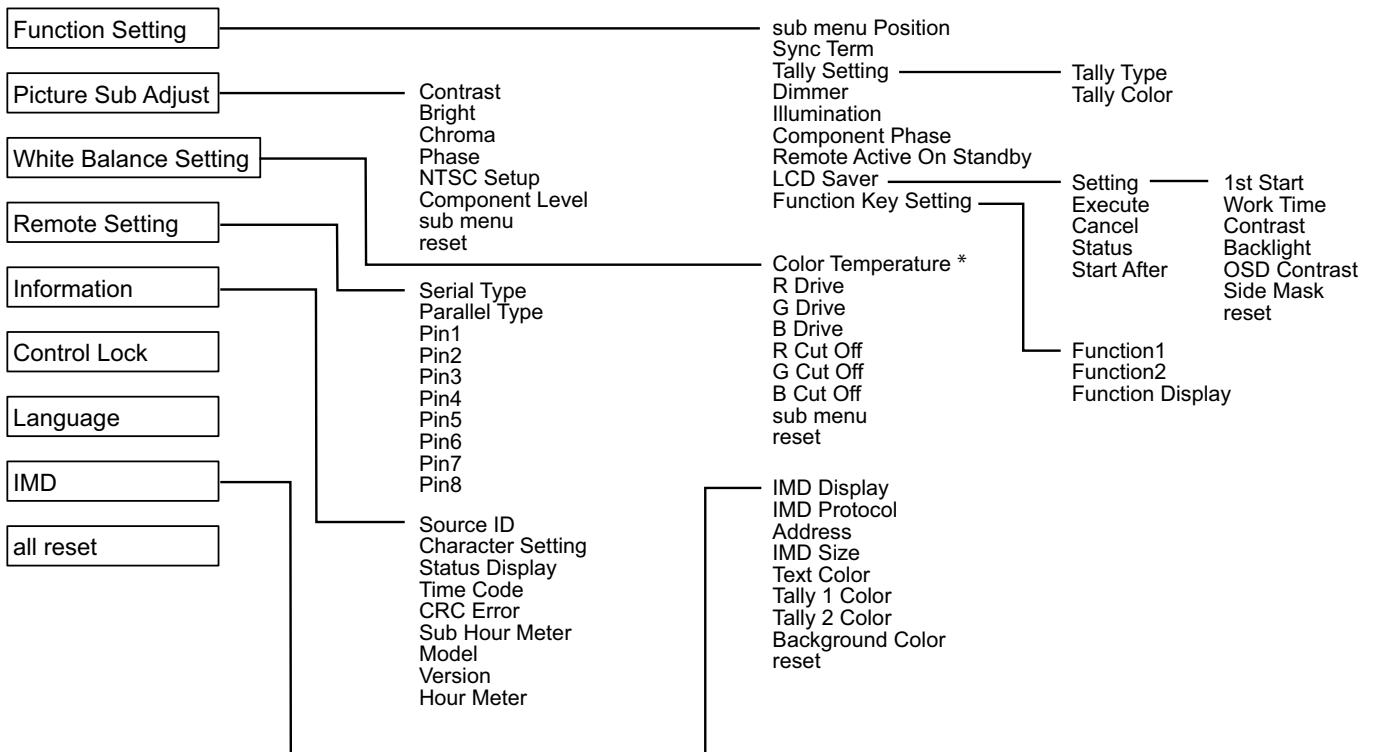 Function Setting
Picture Sub Adjust
White Balance Setting
Remote Setting
Information
Control Lock
Language
IMD
all reset
Contrast
Bright
Chroma
Phase
NTSC Setup
Component Level
sub menu
reset
Serial Type
Parallel Type
Pin1
Pin2
Pin3
Pin4
Pin5
Pin6
Pin7
Pin8
Source ID
Character Setting
Status Display
Time Code
CRC Error
Sub Hour Meter
Model
Version
Hour Meter
sub menu Position
Sync Term
Tally Setting
Dimmer
Illumination
Component Phase
Remote Active On Standby
LCD Saver
Function Key Setting
Color Temperature *
R Drive
G Drive
B Drive
R Cut Off
G Cut Off
B Cut Off
sub menu
reset
IMD Display
IMD Protocol
Address
IMD Size
Text Color
Tally 1 Color
Tally 2 Color
Background Color
reset
Tally Type
Tally Color
Setting
Execute
Cancel
Status
Start After
Function1
Function2
Function Display
1st Start
Work Time
Contrast
Backlight
OSD Contrast
Side Mask
reset